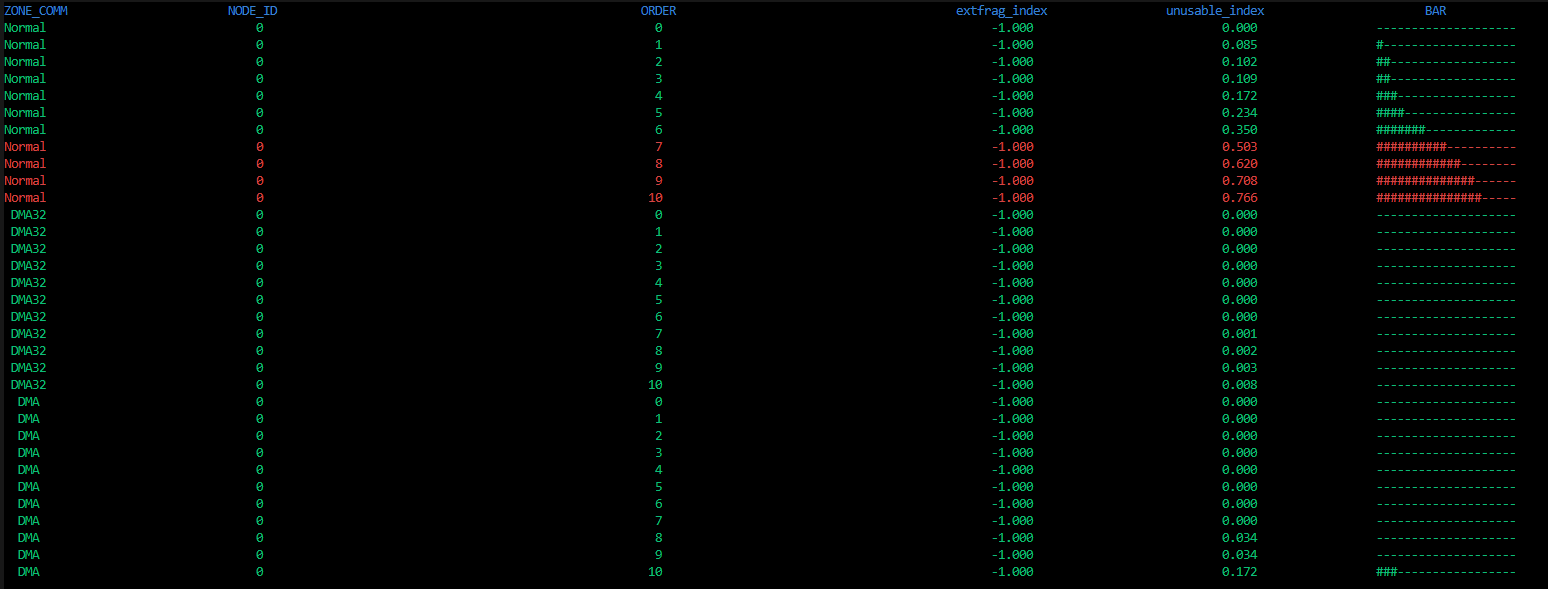 ZONE_COMM NODE_ID ORDER extfrag_index unusable_index BAR
Normal 0 0 -1.000 0.000 --------------------
Normal 0 1 -1.000 0.085 #-------------------
Normal 0 2 -1.000 0.102 ##------------------
Normal 0 3 -1.000 0.109 ##------------------
Normal 0 4 -1.000 0.172 ###-----------------
Normal 0 5 -1.000 0.234 ####----------------
Normal 0 6 -1.000 0.350 #######-------------
Normal 0 7 -1.000 0.503 ##########----------
Normal 0 8 -1.000 0.620 ############--------
Normal 0 9 -1.000 0.708 ##############------
Normal 0 10 -1.000 0.766 ###############-----
DMA32 0 0 -1.000 0.000 --------------------
DMA32 0 1 -1.000 0.000 --------------------
DMA32 0 2 -1.000 0.000 --------------------
DMA32 0 3 -1.000 0.000 --------------------
DMA32 0 4 -1.000 0.000 --------------------
DMA32 0 5 -1.000 0.000 --------------------
DMA32 0 6 -1.000 0.000 --------------------
DMA32 0 7 -1.000 0.001 --------------------
DMA32 0 8 -1.000 0.002 --------------------
DMA32 0 9 -1.000 0.003 --------------------
DMA32 0 10 -1.000 0.008 --------------------
DMA 0 0 -1.000 0.000 --------------------
DMA 0 1 -1.000 0.000 --------------------
DMA 0 2 -1.000 0.000 --------------------
DMA 0 3 -1.000 0.000 --------------------
DMA 0 4 -1.000 0.000 --------------------
DMA 0 5 -1.000 0.000 --------------------
DMA 0 6 -1.000 0.000 --------------------
DMA 0 7 -1.000 0.000 --------------------
DMA 0 8 -1.000 0.034 --------------------
DMA 0 9 -1.000 0.034 --------------------
DMA 0 10 -1.000 0.172 ###-----------------